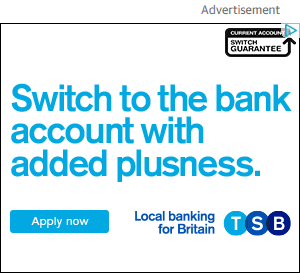 Advertisement
CURRENT ACCOUNT
SWITCH
GUARANTEE
Switch to the bank
account with
added plusness.
Apply now
Local banking
for Britain
TSB